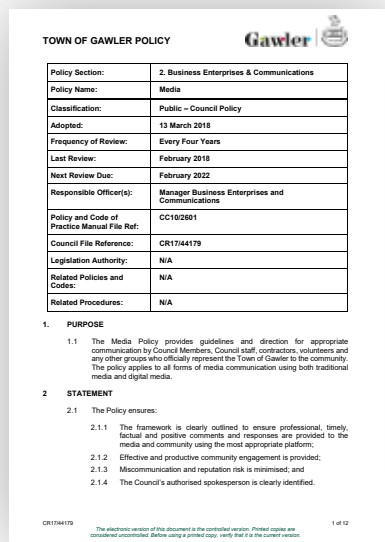 TOWN OF GAWLER POLICY
Gawler
Policy Section: 2. Business Enterprises & Communications
Policy Name: Media
Classification: Public – Council Policy
Adopted: 13 March 2018
Frequency of Review: Every Four Years
Last Review: February 2018
Next Review Due: February 2022
Responsible Officer(s): Manager Business Enterprises and
Communications
Policy and Code of CC10/2601
Practice Manual File Ref:
Council File Reference: CR17/44179
Legislation Authority: N/A
Related Policies and N/A
Codes:
Related Procedures: N/A
1. PURPOSE
1.1 The Media Policy provides guidelines and direction for appropriate
communication by Council Members, Council staff, contractors, volunteers and
any other groups who officially represent the Town of Gawler to the community.
The policy applies to all forms of media communication using both traditional
media and digital media.
2 STATEMENT
2.1 The Policy ensures:
2.1.1 The framework is clearly outlined to ensure professional, timely,
factual and positive comments and responses are provided to the
media and community using the most appropriate platform;
2.1.2 Effective and productive community engagement is provided;
2.1.3 Miscommunication and reputation risk is minimised; and
2.1.4 The Council's authorised spokesperson is clearly identified.
CR17/44179 1 of 12
The electronic version of this document is the controlled version. Printed copies are
considered uncontrolled. Before using a printed copy, verify that it is the current version.